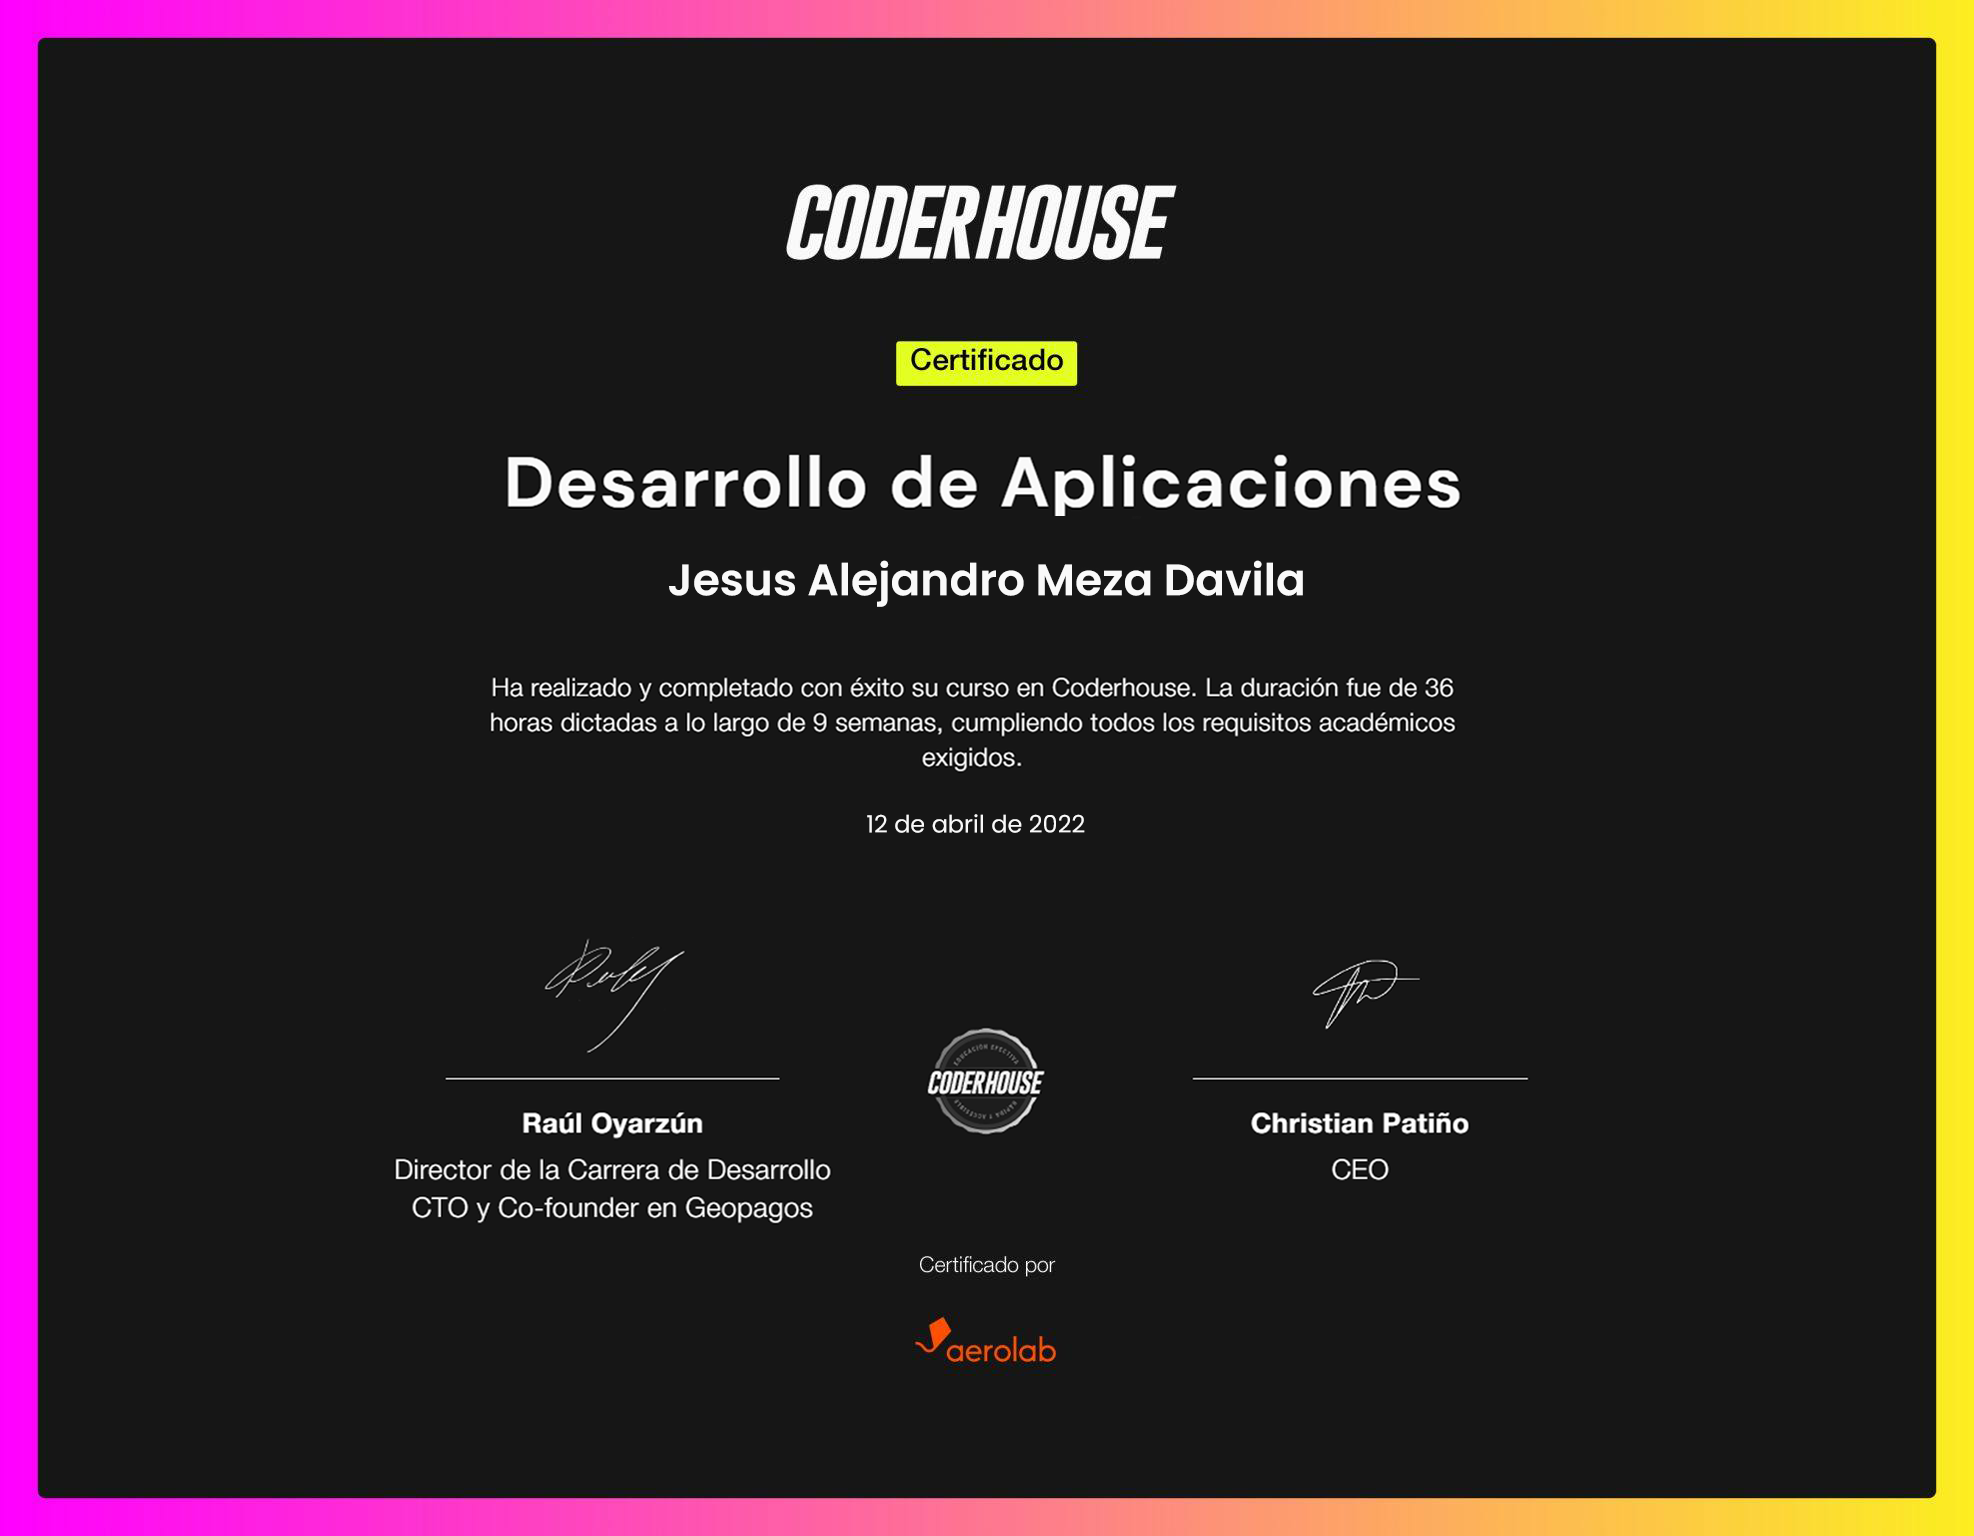 CODERHOUSE
Certificado
Desarrollo de Aplicaciones
Jesus Alejandro Meza Davila
Ha realizado y completado con éxito su curso en Coderhouse. La duración fue de 36
horas dictadas a lo largo de 9 semanas, cumpliendo todos los requisitos académicos
exigidos.
12 de abril de 2022
EDUCACIÓN EFECTIVA
CODERHOUSE
RÁPIDA Y ACCESIBLE
Raúl Oyarzún
Director de la Carrera de Desarrollo
CTO y Co-founder en Geopagos
Christian Patiño
CEO
Certificado por
aerolab